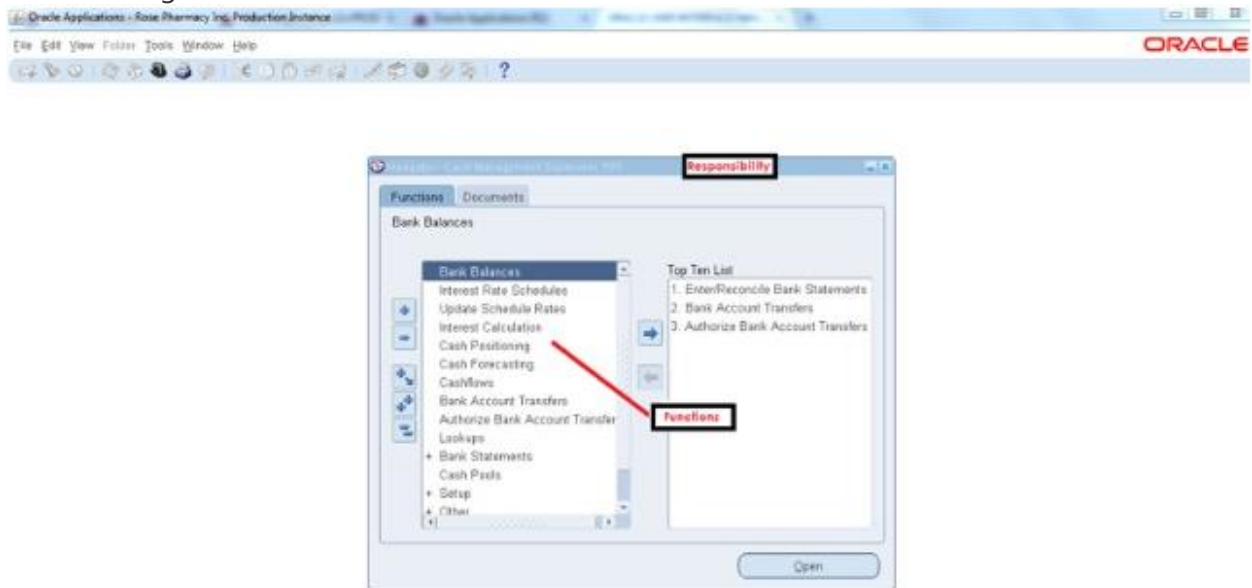 Oracle Applications - Rose Pharmacy Inc. Production Instance
File Edit View Folder Tools Window Help
ORACLE
?
Responsibility
Functions Documents
Bank Balances
Bank Balances
Interest Rate Schedules
Update Schedule Rates
Interest Calculation
Cash Positioning
Cash Forecasting
Cashflows
Bank Account Transfers
Authorize Bank Account Transfer
Lookups
+ Bank Statements
Cash Pools
+ Setup
+ Other
Top Ten List
1. Enter/Reconcile Bank Statements
2. Bank Account Transfers
3. Authorize Bank Account Transfers
Functions
Open